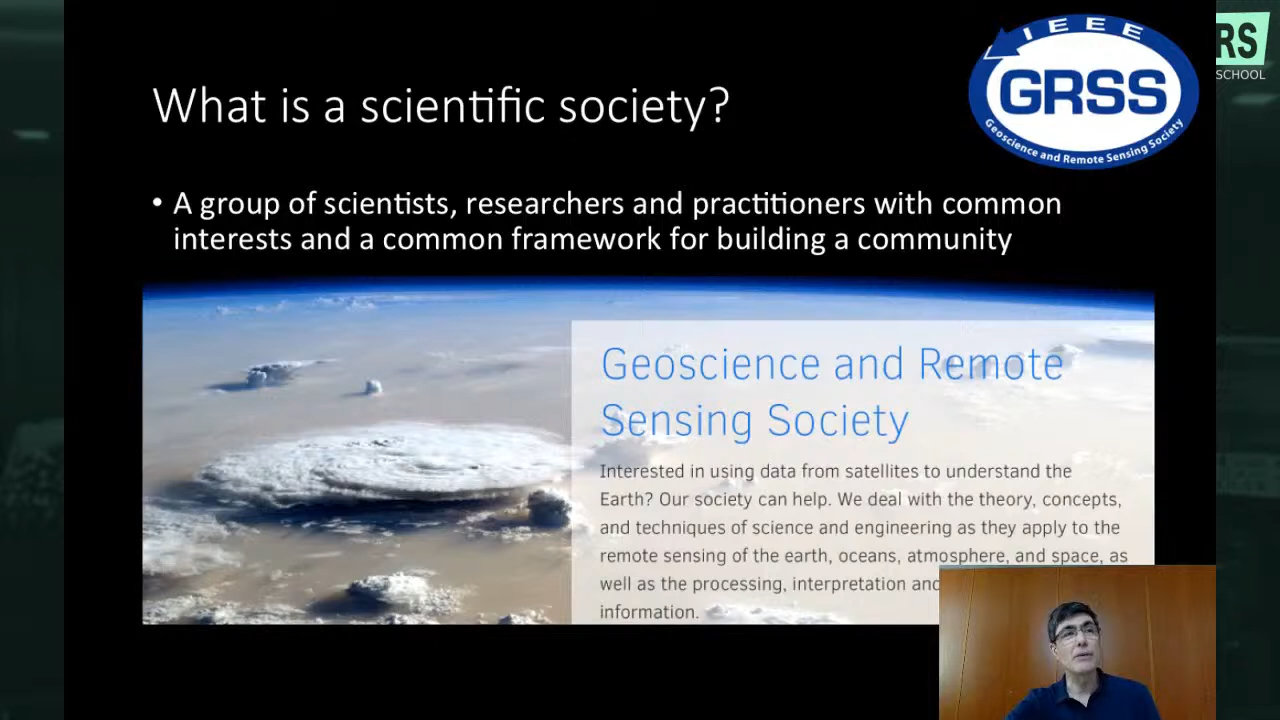 IEEE
GRSS
Geoscience and Remote Sensing Society
RS
SCHOOL
What is a scientific society?
• A group of scientists, researchers and practitioners with common
interests and a common framework for building a community
Geoscience and Remote
Sensing Society
Interested in using data from satellites to understand the
Earth? Our society can help. We deal with the theory, concepts,
and techniques of science and engineering as they apply to the
remote sensing of the earth, oceans, atmosphere, and space, as
well as the processing, interpretation and
information.